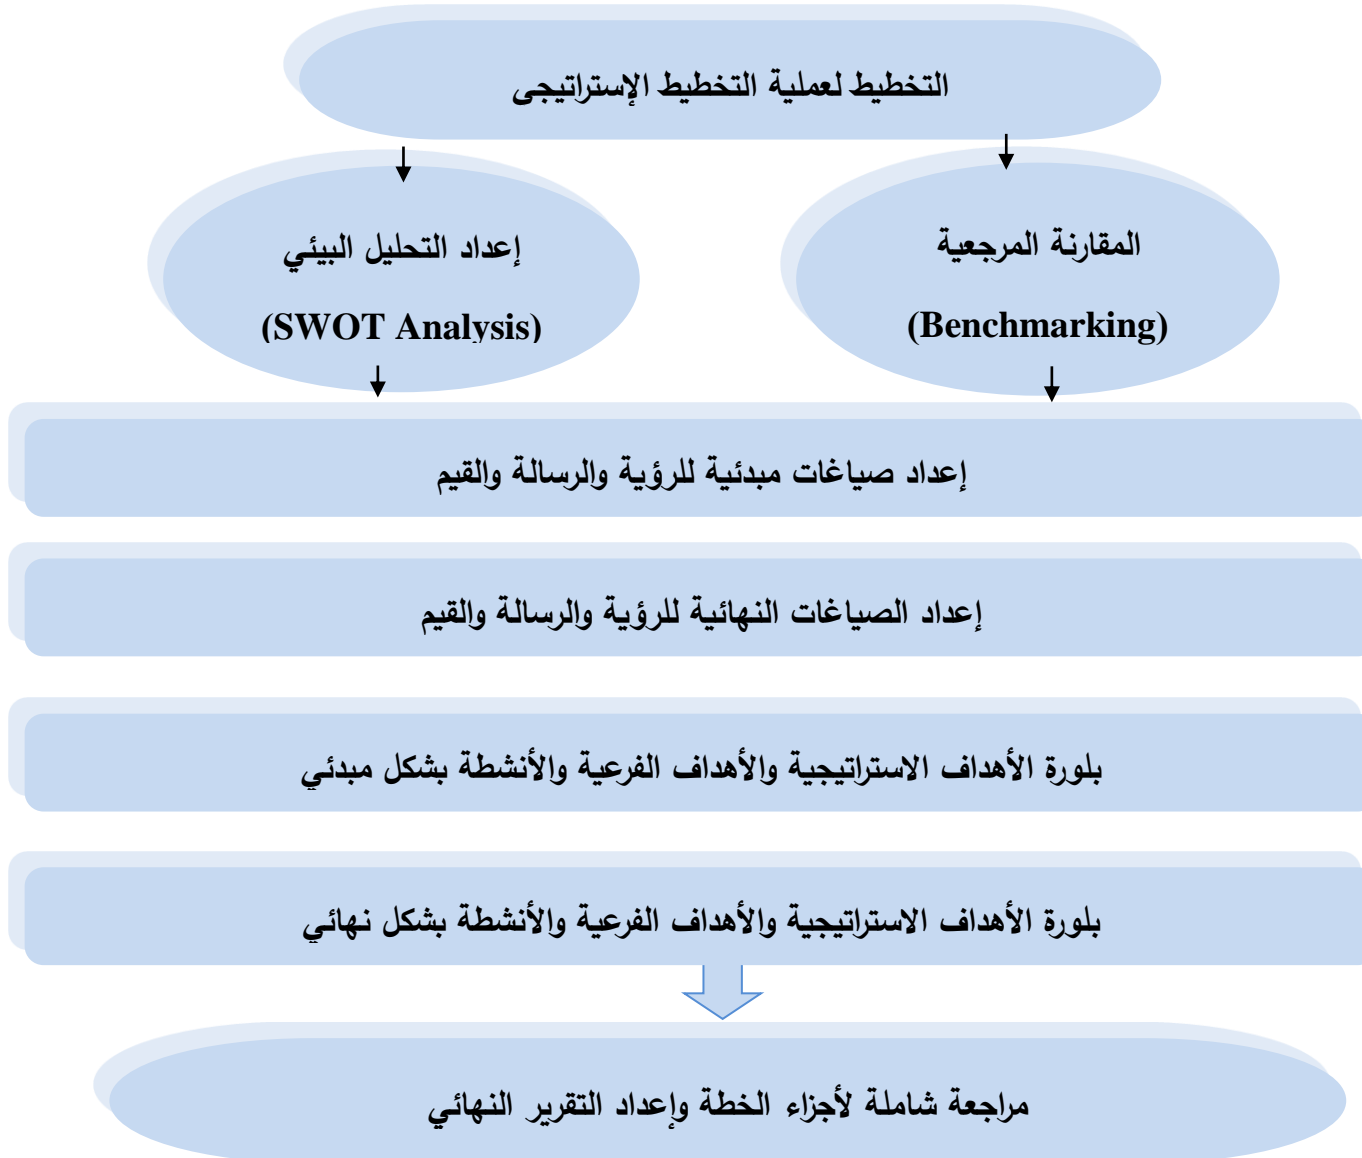 التخطيط لعملية التخطيط الإستراتيجى
المقارنة المرجعية
(Benchmarking)
إعداد التحليل البيئي
(SWOT Analysis)
إعداد صياغات مبدئية للرؤية والرسالة والقيم
إعداد الصياغات النهائية للرؤية والرسالة والقيم
بلورة الأهداف الاستراتيجية والأهداف الفرعية والأنشطة بشكل مبدئي
بلورة الأهداف الاستراتيجية والأهداف الفرعية والأنشطة بشكل نهائي
مراجعة شاملة لأجزاء الخطة وإعداد التقرير النهائي